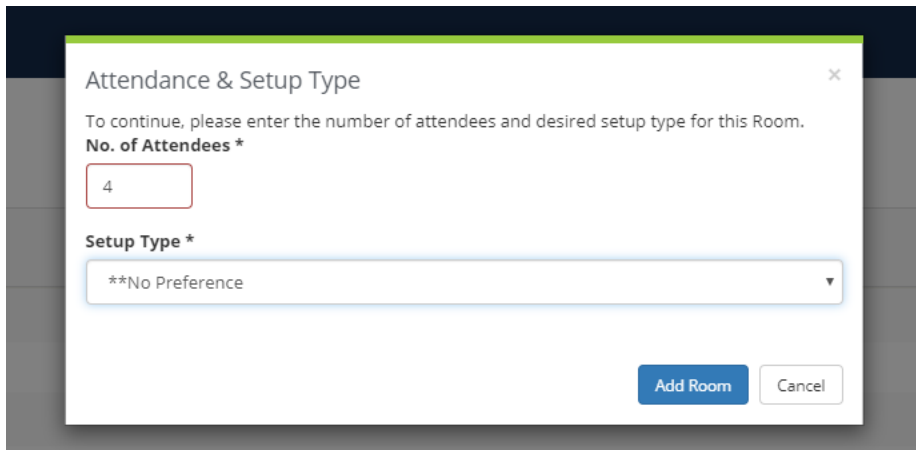 Attendance & Setup Type ×
To continue, please enter the number of attendees and desired setup type for this Room.
No. of Attendees *
4
Setup Type *
**No Preference
Add Room Cancel